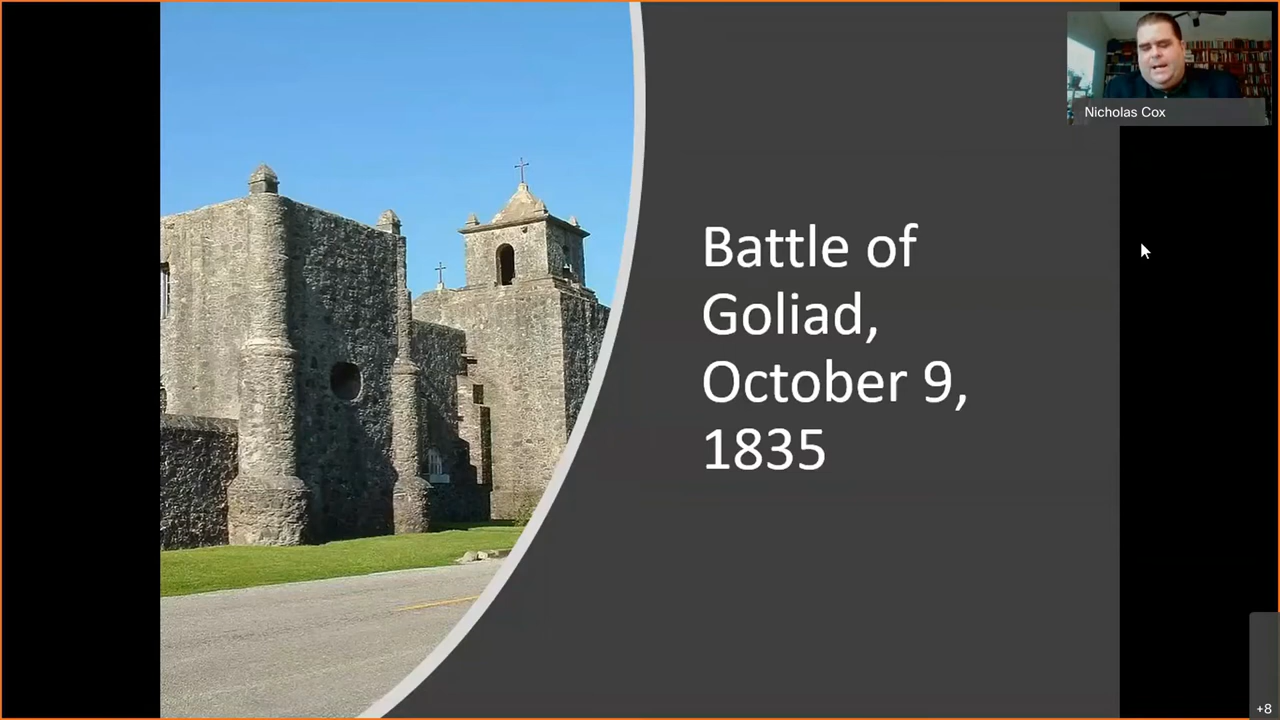 Nicholas Cox
Battle of
Goliad,
October 9,
1835
+8